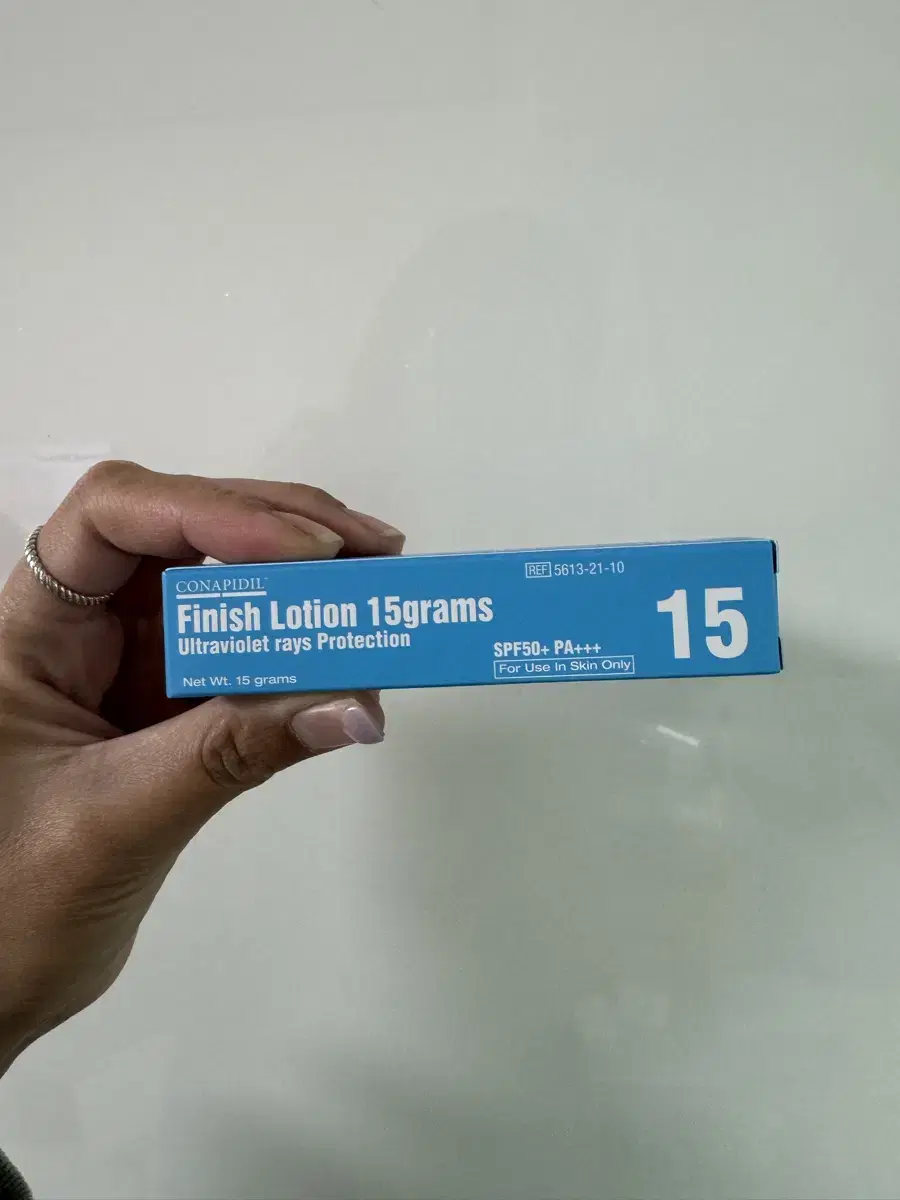 CONAPIDIL™
REF 5613-21-10
Finish Lotion 15grams
Ultraviolet rays Protection
15
SPF50+ PA+++
For Use In Skin Only
Net Wt. 15 grams